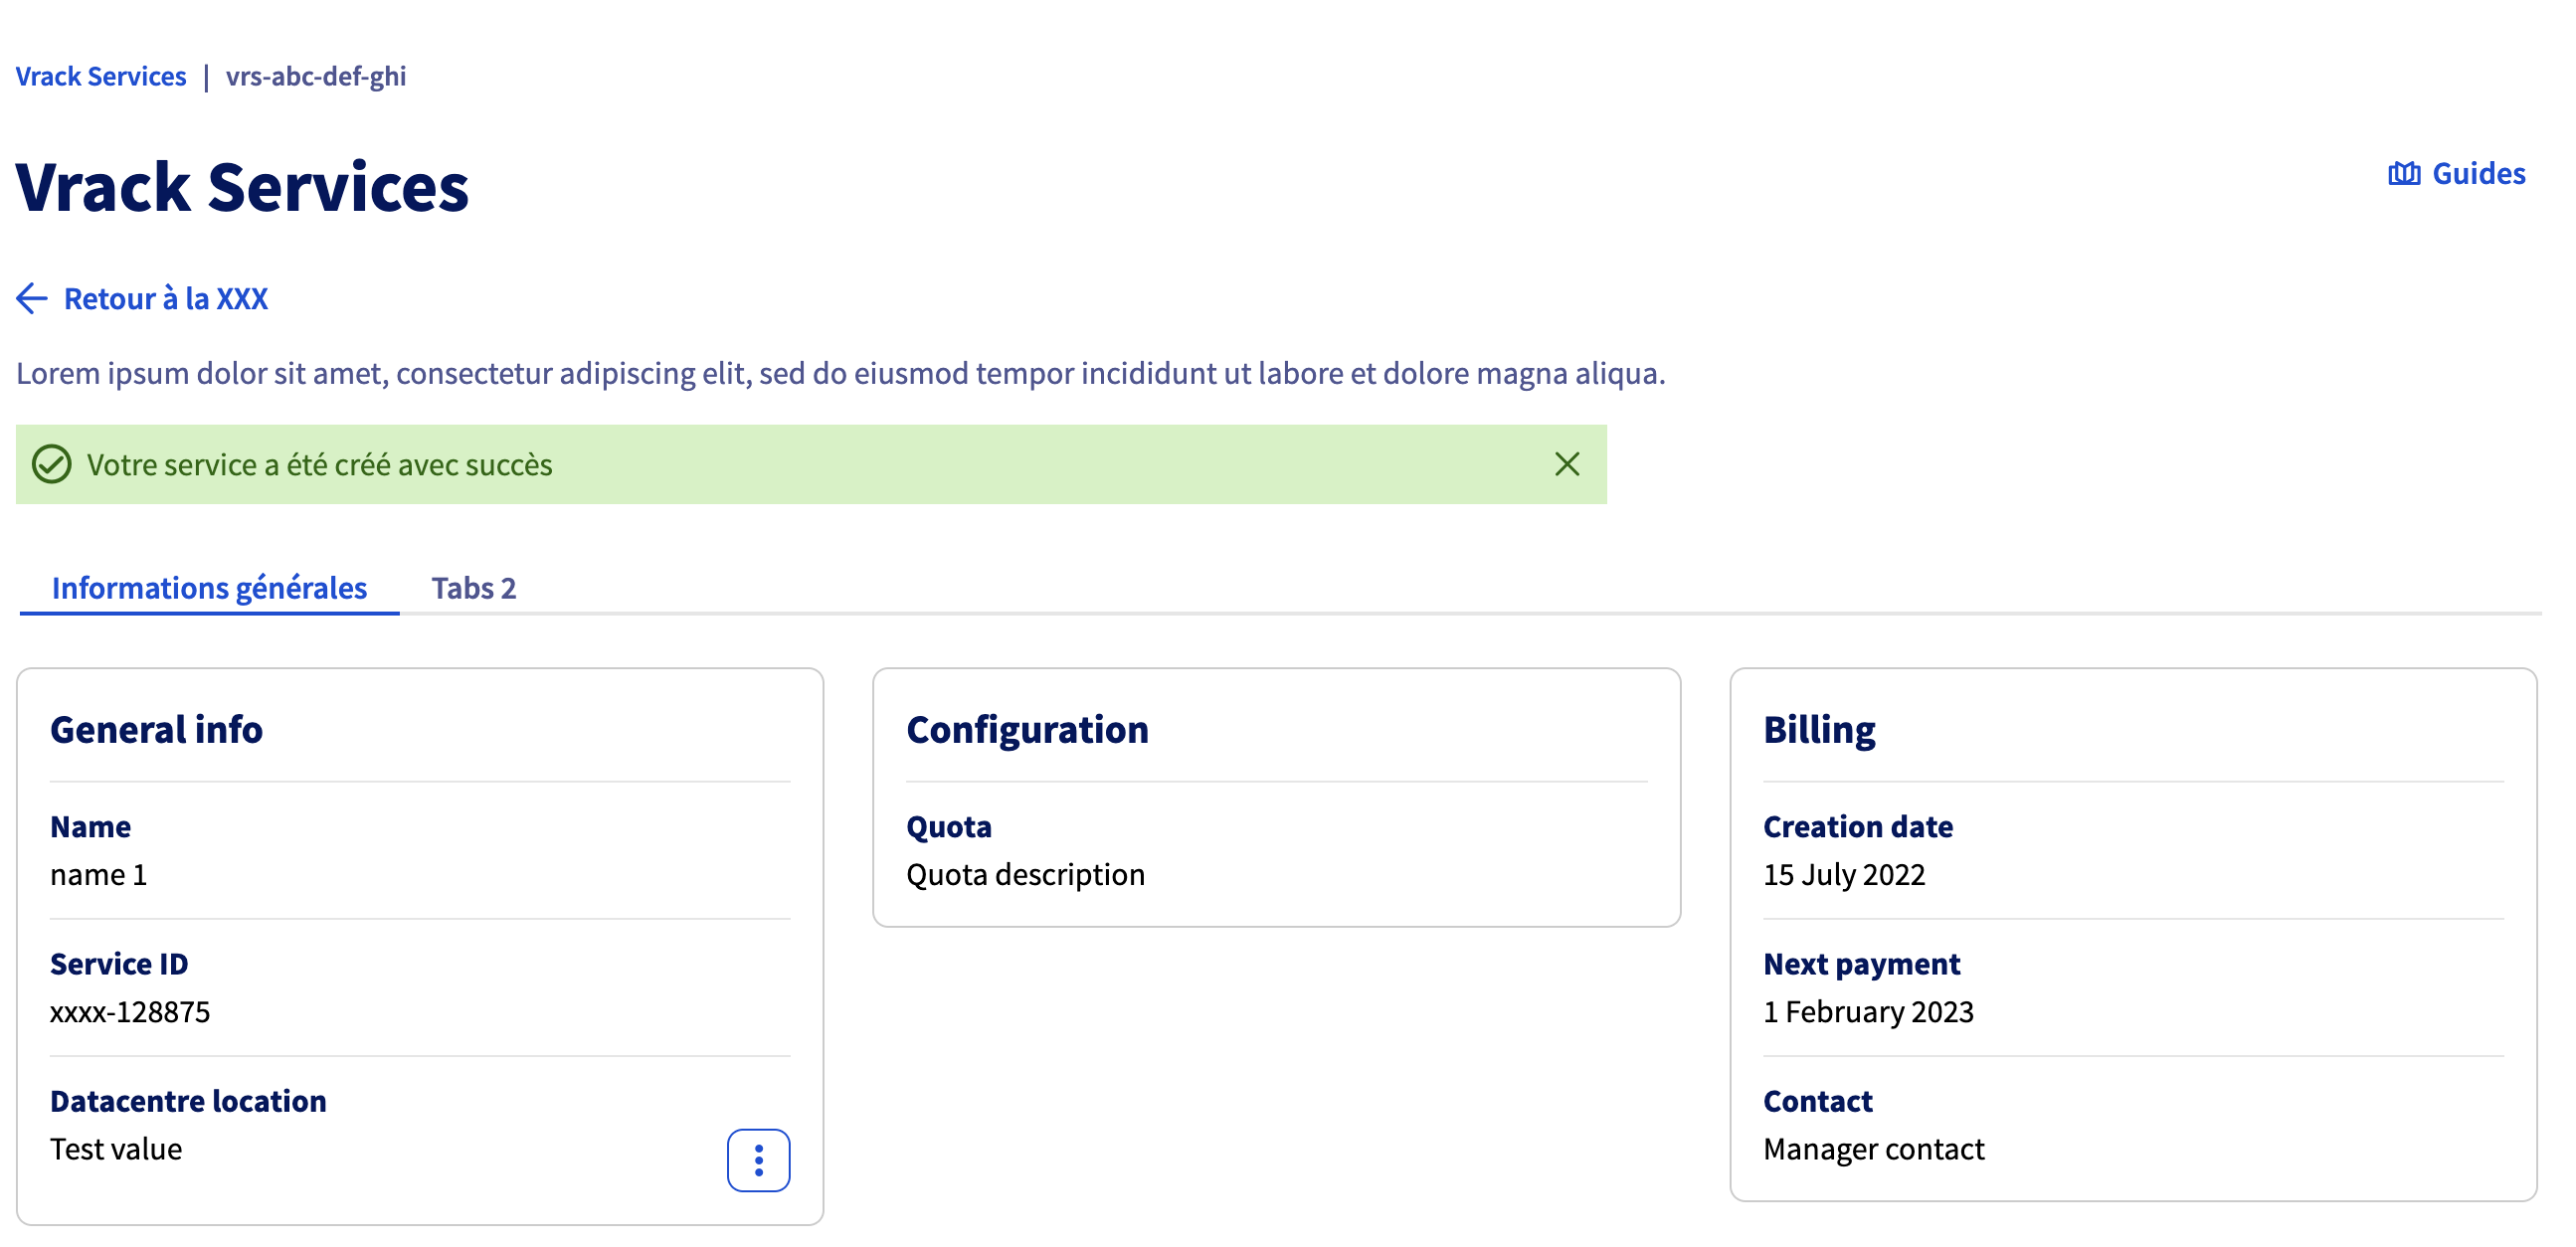 Vrack Services | vrs-abc-def-ghi
Vrack Services
Guides
Retour à la XXX
Lorem ipsum dolor sit amet, consectetur adipiscing elit, sed do eiusmod tempor incididunt ut labore et dolore magna aliqua.
Votre service a été créé avec succès
Informations générales
Tabs 2
General info
Name
name 1
Service ID
xxxx-128875
Datacentre location
Test value
Configuration
Quota
Quota description
Billing
Creation date
15 July 2022
Next payment
1 February 2023
Contact
Manager contact